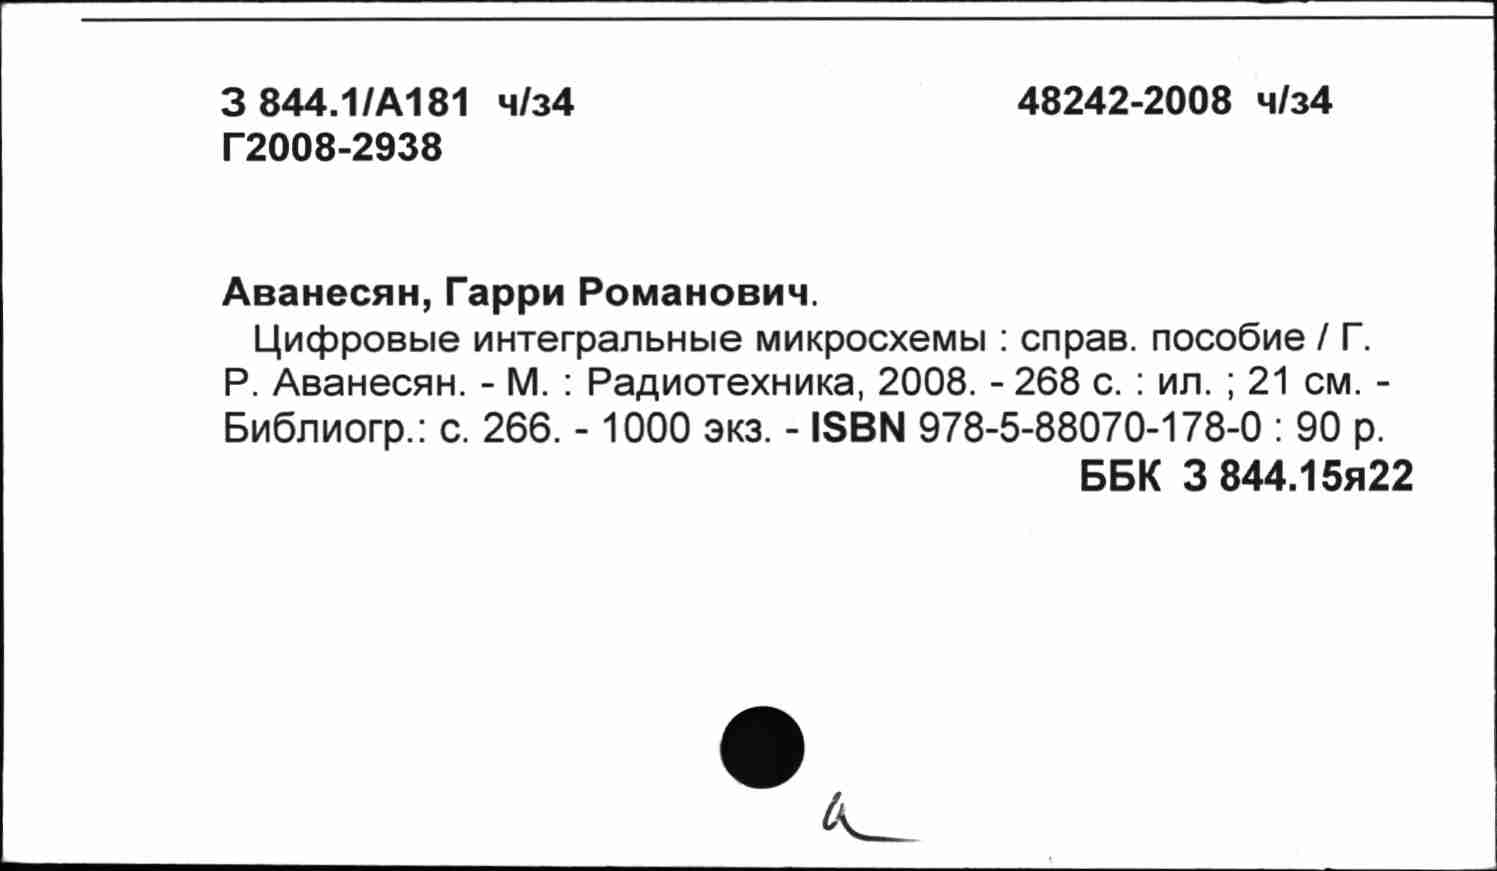 З 844.1/А181 ч/з4 48242-2008 ч/з4
Г2008-2938
Аванесян, Гарри Романович.
Цифровые интегральные микросхемы : справ. пособие / Г.
Р. Аванесян. - М. : Радиотехника, 2008. - 268 с. : ил. ; 21 см. -
Библиогр.: с. 266. - 1000 экз. - ISBN 978-5-88070-178-0 : 90 р.
ББК З 844.15я22